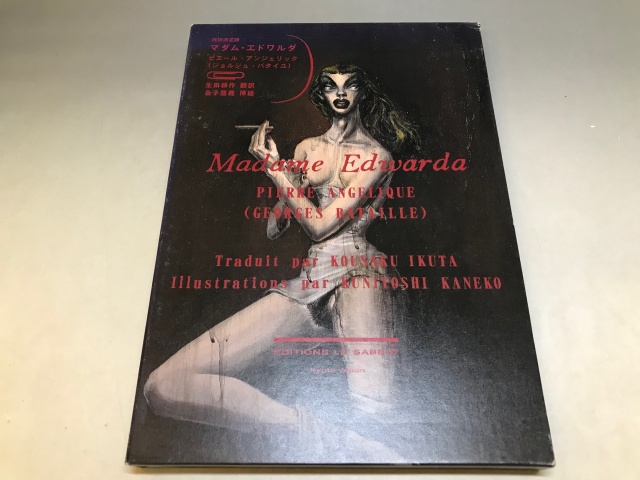 マダム・エドワルダ
ピエール・アンジェリック
(ジョルジュ・バタイユ)
生田耕作 翻訳
金子國義 挿絵
Madame Edwarda
PIERRE ANGELIQUE
(GEORGES BATAILLE)
Traduit par KOUSAKU IKUTA
Illustrations par KUNIYOSHI KANEKO
EDITIONS LE SABBAT
Kyoto Japon